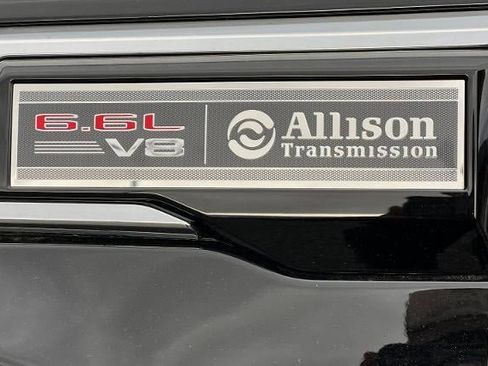 6.6L
V8
Allison
Transmission